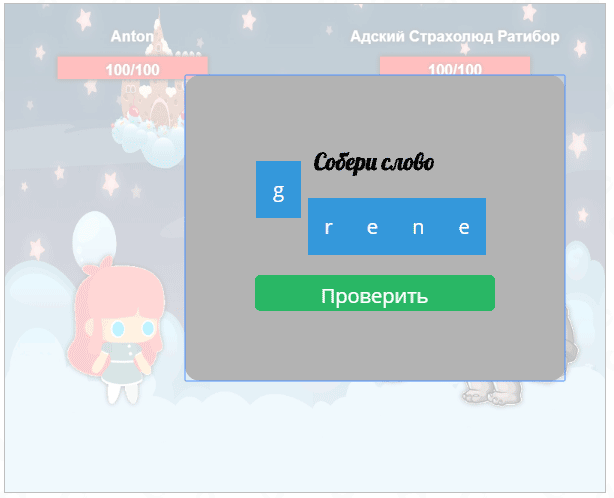 Anton Адский Страхолюд Ратибор
100/100 100/100
Собери слово
g
r e n e
Проверить